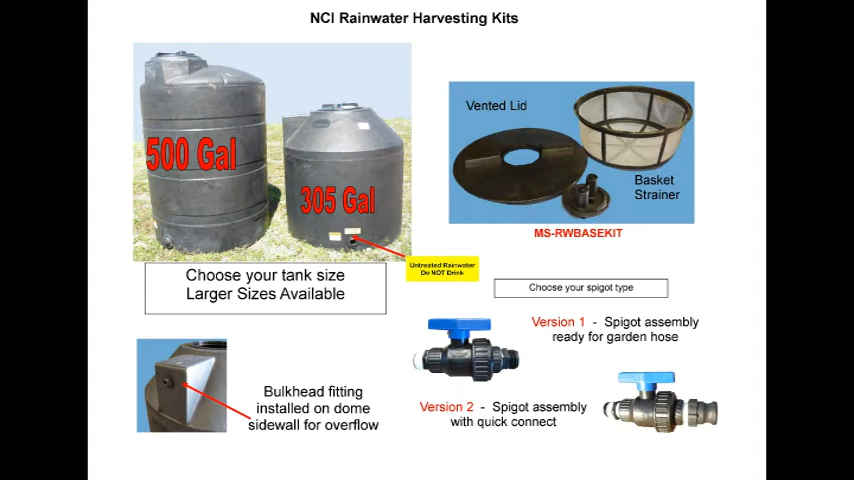 NCI Rainwater Harvesting Kits
500 Gal
305 Gal
Untreated Rainwater
Do NOT Drink
Choose your tank size
Larger Sizes Available
Vented Lid
Basket
Strainer
MS-RWBASEKIT
Choose your spigot type
Version 1 - Spigot assembly
ready for garden hose
Version 2 - Spigot assembly
with quick connect
Bulkhead fitting
installed on dome
sidewall for overflow